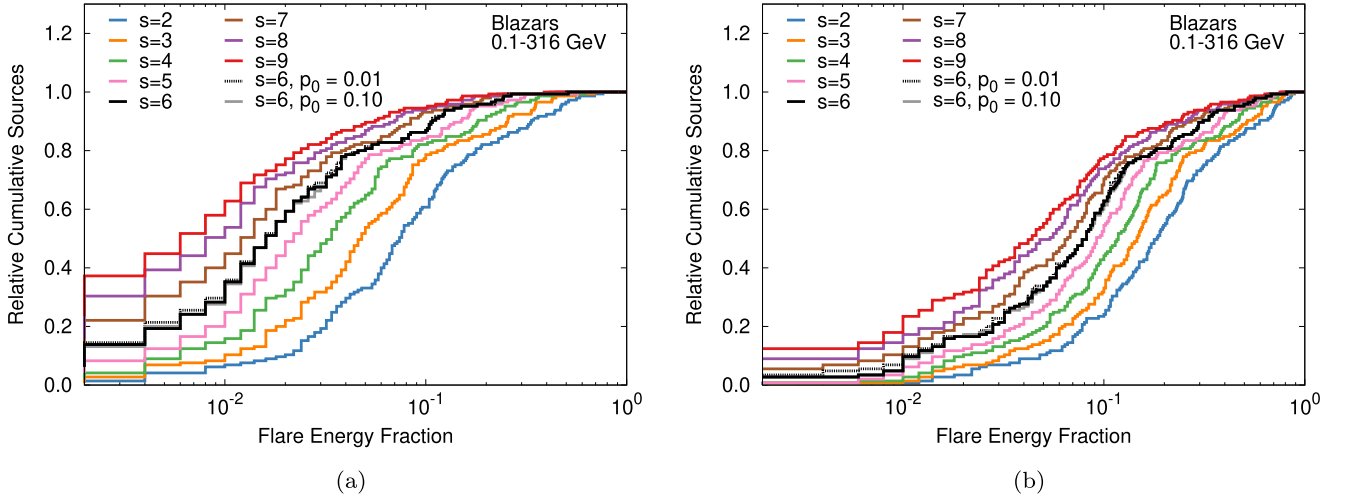 s=2
s=3
s=4
s=5
s=6
s=7
s=8
s=9
s=6, p0 = 0.01
s=6, p0 = 0.10
Blazars
0.1-316 GeV
Relative Cumulative Sources
1.2
1.0
0.8
0.6
0.4
0.2
0.0
10-2
10-1
100
Flare Energy Fraction
(a)
s=2
s=3
s=4
s=5
s=6
s=7
s=8
s=9
s=6, p0 = 0.01
s=6, p0 = 0.10
Blazars
0.1-316 GeV
Relative Cumulative Sources
1.2
1.0
0.8
0.6
0.4
0.2
0.0
10-2
10-1
100
Flare Energy Fraction
(b)